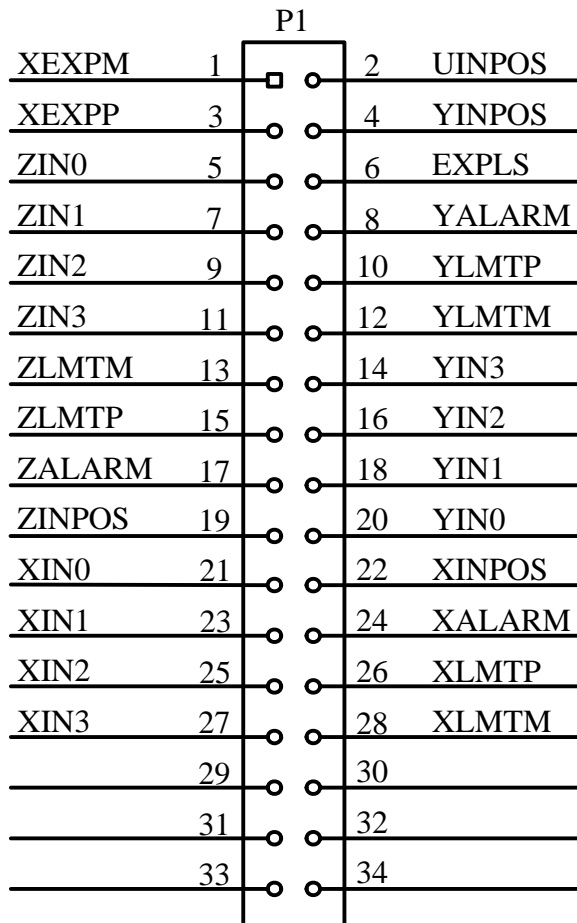 P1
XEXPM 1 2 UINPOS
XEXPP 3 4 YINPOS
ZIN0 5 6 EXPLS
ZIN1 7 8 YALARM
ZIN2 9 10 YLMTP
ZIN3 11 12 YLMTM
ZLMTM 13 14 YIN3
ZLMTP 15 16 YIN2
ZALARM 17 18 YIN1
ZINPOS 19 20 YIN0
XIN0 21 22 XINPOS
XIN1 23 24 XALARM
XIN2 25 26 XLMTP
XIN3 27 28 XLMTM
29 30
31 32
33 34